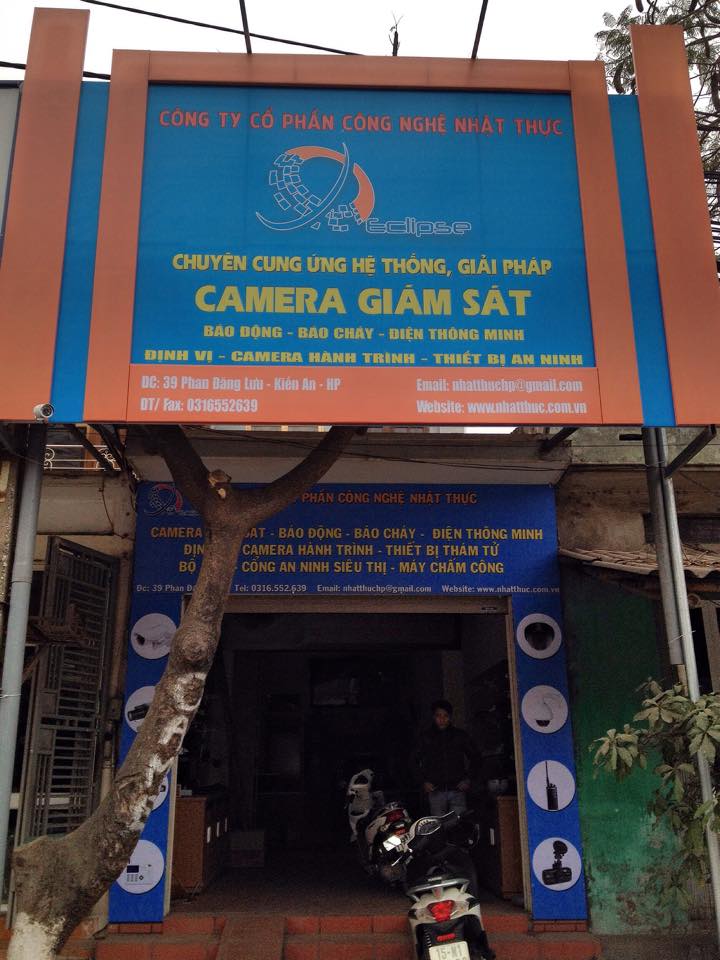 CÔNG TY CỔ PHẦN CÔNG NGHỆ NHẬT THỰC
Eclipse
CHUYÊN CUNG ỨNG HỆ THỐNG, GIẢI PHÁP
CAMERA GIÁM SÁT
BÁO ĐỘNG - BÁO CHÁY - ĐIỆN THÔNG MINH
ĐỊNH VỊ - CAMERA HÀNH TRÌNH - THIẾT BỊ AN NINH
ĐC: 39 Phan Đăng Lưu - Kiến An - HP
Email: nhatthuchp@gmail.com
ĐT/ Fax: 0316552639
Website: www.nhatthuc.com.vn
PHẦN CÔNG NGHỆ NHẬT THỰC
CAMERA SÁT - BÁO ĐỘNG - BÁO CHÁY - ĐIỆN THÔNG MINH
CAMERA HÀNH TRÌNH - THIẾT BỊ THÁM TỬ
BỘ CỔNG AN NINH SIÊU THỊ - MÁY CHẤM CÔNG
Đc: 39 Phan Tel: 0316.552.639 Email: nhatthuchp@gmail.com Website: www.nhatthuc.com.vn
15-M1